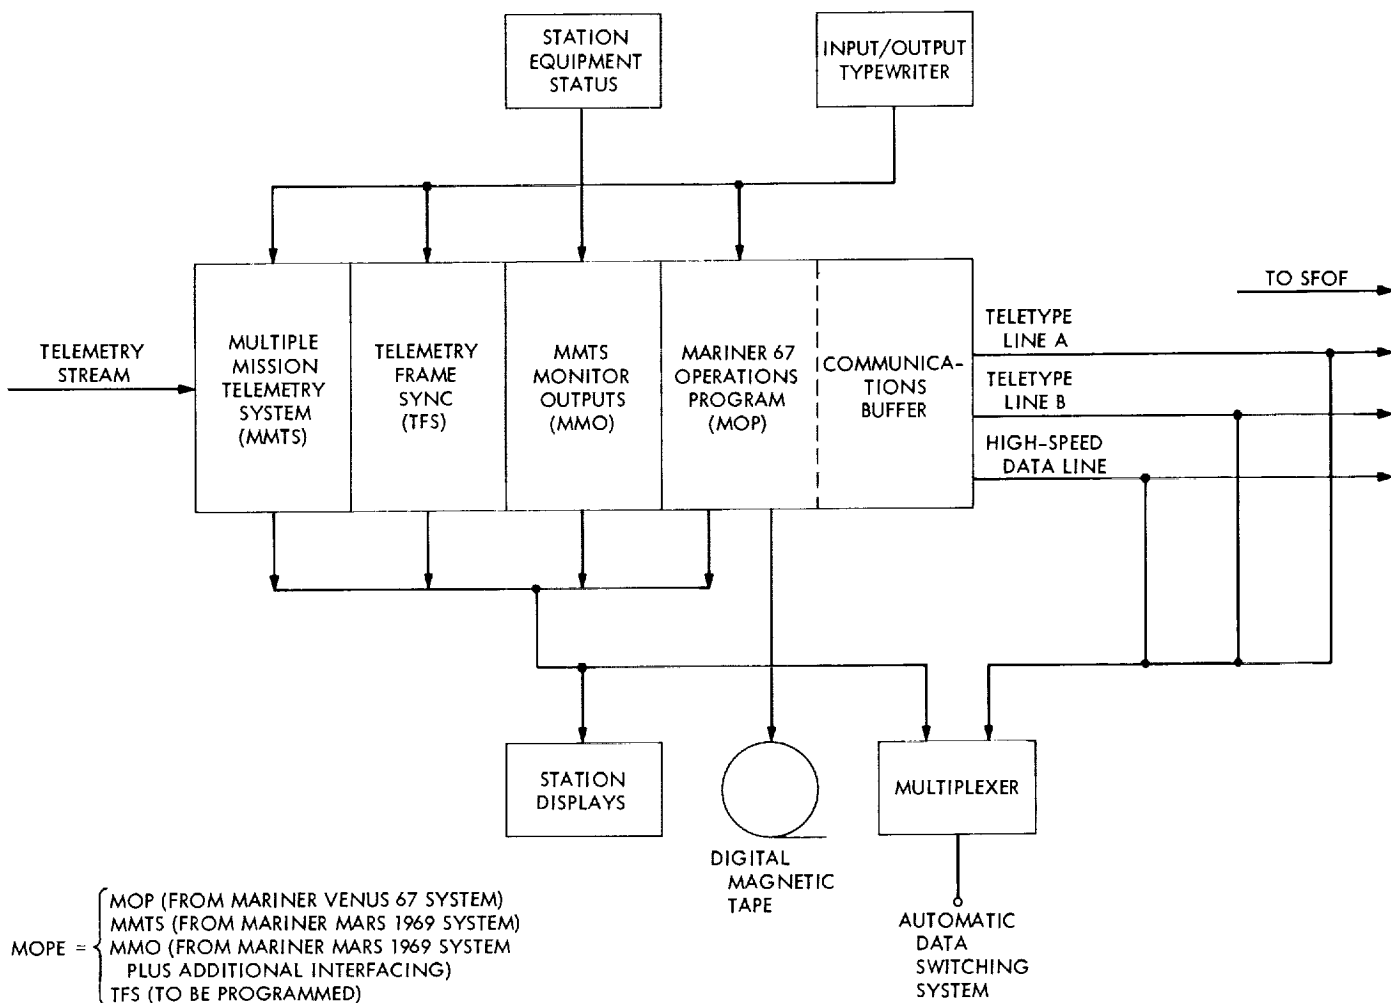 STATION
EQUIPMENT
STATUS
INPUT/OUTPUT
TYPEWRITER
TO SFOF
TELEMETRY
STREAM
MULTIPLE
MISSION
TELEMETRY
SYSTEM
(MMTS)
TELEMETRY
FRAME
SYNC
(TFS)
MMTS
MONITOR
OUTPUTS
(MMO)
MARINER 67
OPERATIONS
PROGRAM
(MOP)
COMMUNICA-
TIONS
BUFFER
TELETYPE
LINE A
TELETYPE
LINE B
HIGH-SPEED
DATA LINE
STATION
DISPLAYS
DIGITAL
MAGNETIC
TAPE
MULTIPLEXER
AUTOMATIC
DATA
SWITCHING
SYSTEM
MOPE =
MOP (FROM MARINER VENUS 67 SYSTEM)
MMTS (FROM MARINER MARS 1969 SYSTEM)
MMO (FROM MARINER MARS 1969 SYSTEM
PLUS ADDITIONAL INTERFACING)
TFS (TO BE PROGRAMMED)